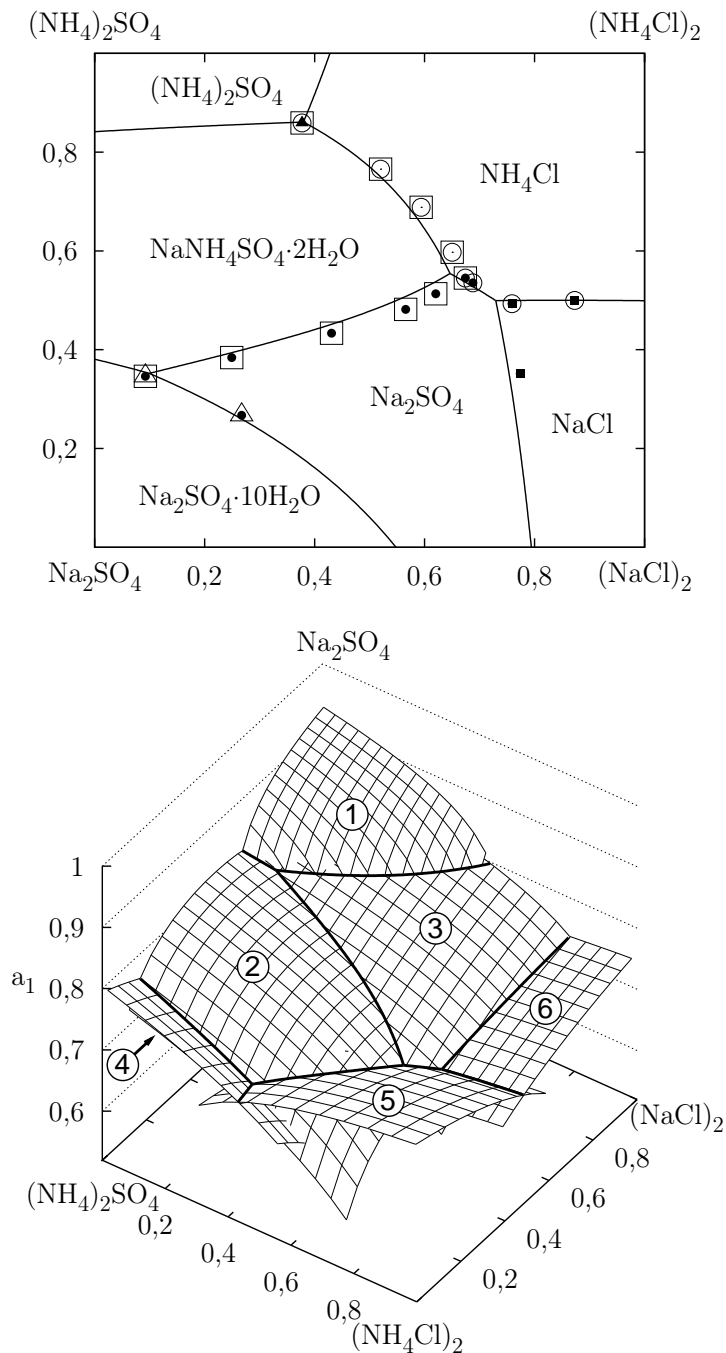 (NH₄)₂SO₄ (NH₄Cl)₂
(NH₄)₂SO₄
0,8
NH₄Cl
NaNH₄SO₄·2H₂O
0,6
0,4
Na₂SO₄
NaCl
0,2
Na₂SO₄·10H₂O
Na₂SO₄ 0,2 0,4 0,6 0,8 (NaCl)₂
Na₂SO₄
1
1
0,9
3
2
a₁ 0,8
6
0,7
4
5
0,6
(NaCl)₂
(NH₄)₂SO₄
0,8
0,2
0,6
0,4
0,4
0,6
0,2
0,8
(NH₄Cl)₂